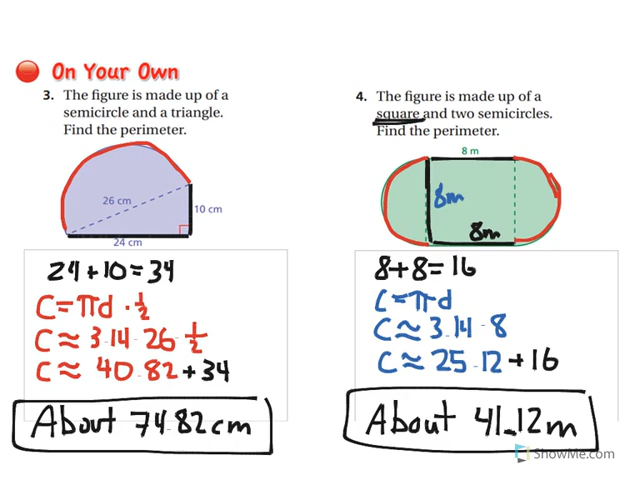 On Your Own
3. The figure is made up of a
semicircle and a triangle.
Find the perimeter.
26 cm
10 cm
24 cm
24+10=34
C=πd·½
C≈3.14·26·½
C≈40.82+34
About 74.82cm
4. The figure is made up of a
square and two semicircles.
Find the perimeter.
8 m
8m
8m
8+8=16
C=πd
C≈3.14·8
C≈25.12+16
About 41.12m
ShowMe.com